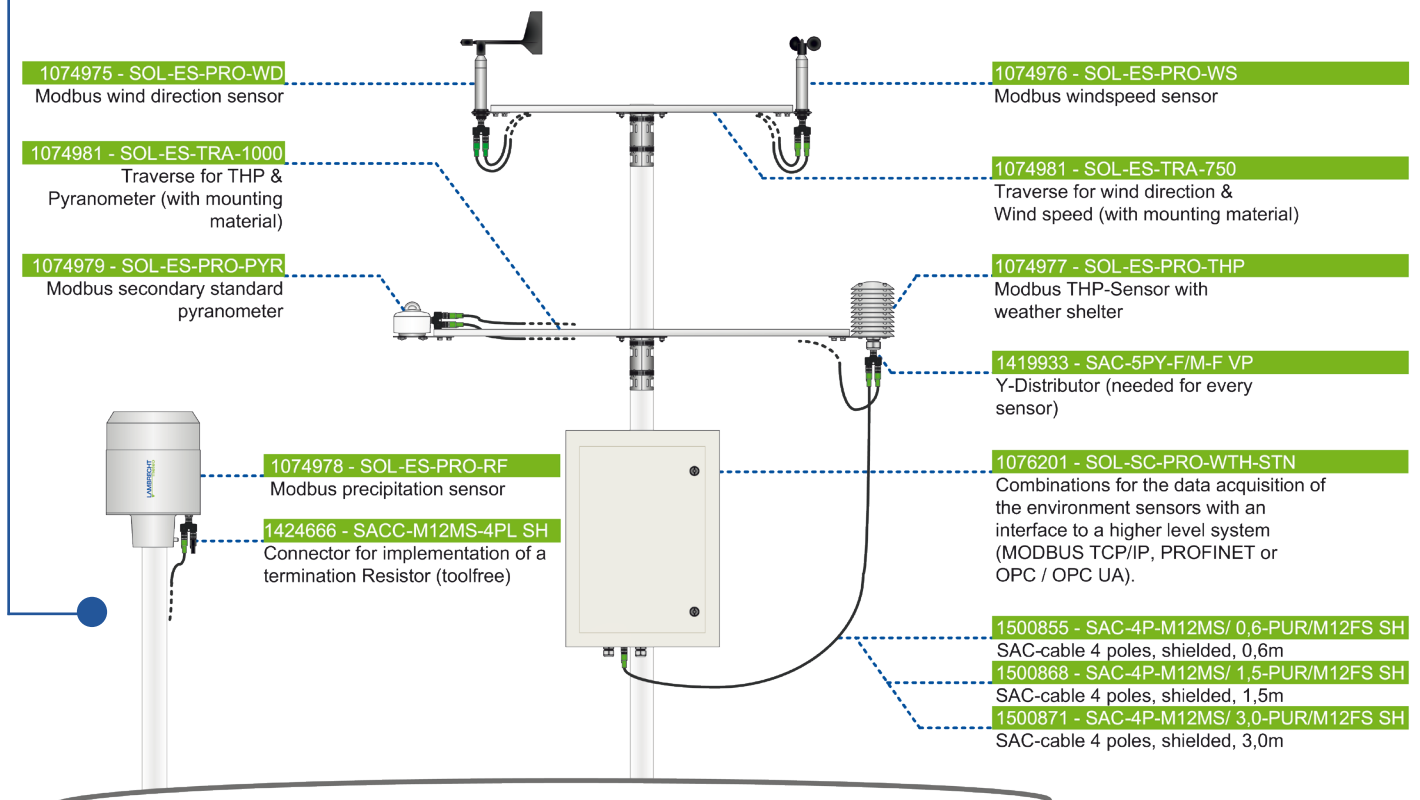 1074975 - SOL-ES-PRO-WD
Modbus wind direction sensor
1074981 - SOL-ES-TRA-1000
Traverse for THP &
Pyranometer (with mounting
material)
1074979 - SOL-ES-PRO-PYR
Modbus secondary standard
pyranometer
LAMBRECHT
1074978 - SOL-ES-PRO-RF
Modbus precipitation sensor
1424666 - SACC-M12MS-4PL SH
Connector for implementation of a
termination Resistor (toolfree)
1074976 - SOL-ES-PRO-WS
Modbus windspeed sensor
1074981 - SOL-ES-TRA-750
Traverse for wind direction &
Wind speed (with mounting material)
1074977 - SOL-ES-PRO-THP
Modbus THP-Sensor with
weather shelter
1419933 - SAC-5PY-F/M-F VP
Y-Distributor (needed for every
sensor)
1076201 - SOL-SC-PRO-WTH-STN
Combinations for the data acquisition of
the environment sensors with an
interface to a higher level system
(MODBUS TCP/IP, PROFINET or
OPC / OPC UA).
1500855 - SAC-4P-M12MS/ 0,6-PUR/M12FS SH
SAC-cable 4 poles, shielded, 0,6m
1500868 - SAC-4P-M12MS/ 1,5-PUR/M12FS SH
SAC-cable 4 poles, shielded, 1,5m
1500871 - SAC-4P-M12MS/ 3,0-PUR/M12FS SH
SAC-cable 4 poles, shielded, 3,0m